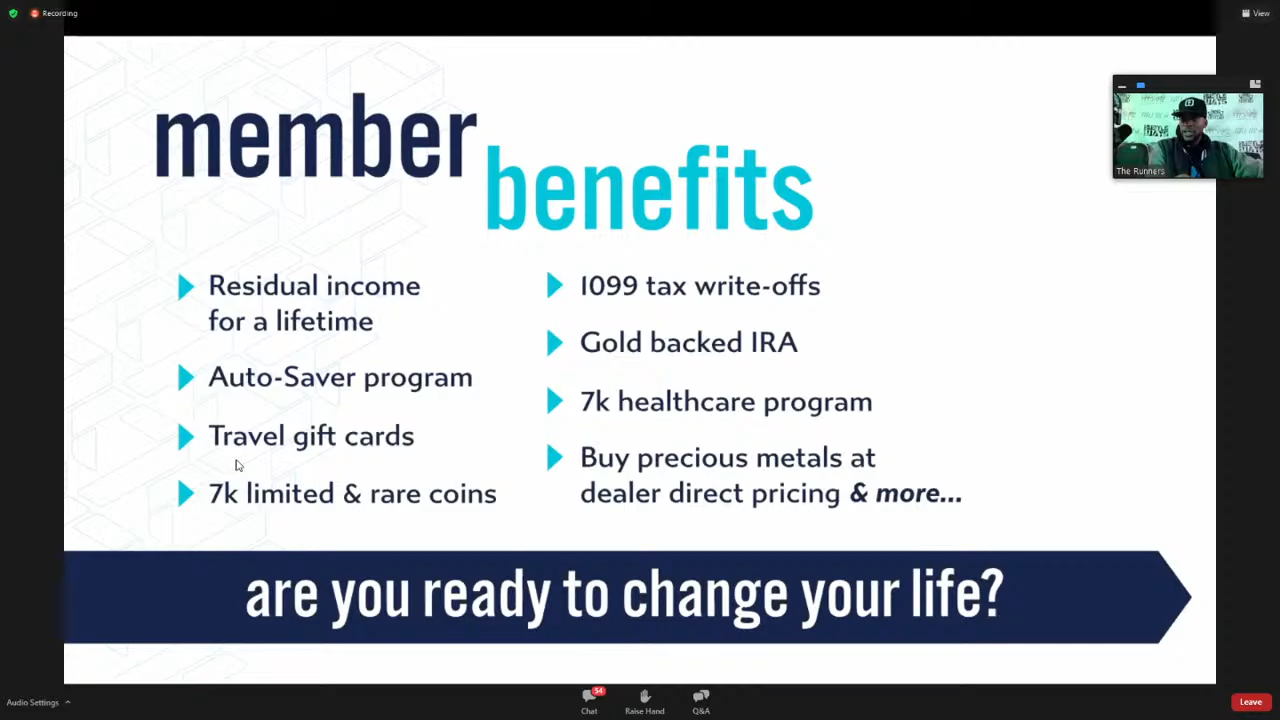 Recording
View
member
benefits
The Runners
Residual income
for a lifetime
Auto-Saver program
Travel gift cards
7k limited & rare coins
1099 tax write-offs
Gold backed IRA
7k healthcare program
Buy precious metals at
dealer direct pricing & more...
are you ready to change your life?
Audio Settings
54
Chat
Raise Hand
Q&A
Leave